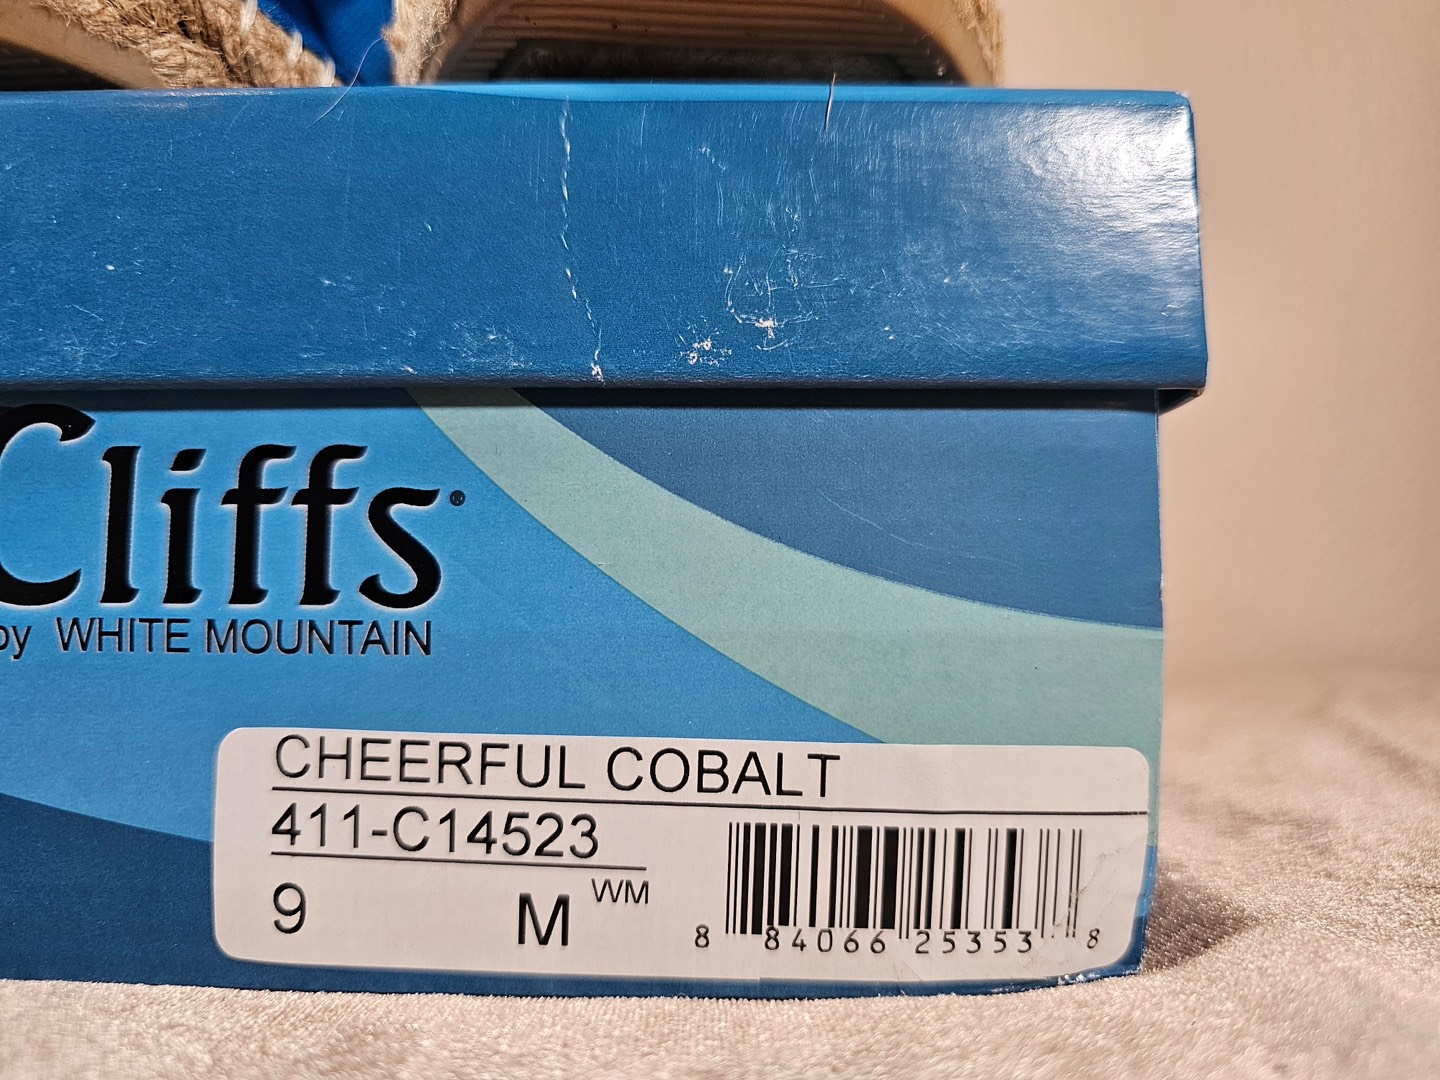 Cliffs®
by WHITE MOUNTAIN
CHEERFUL COBALT
411-C14523
9 M WM
8 84066 25353 8